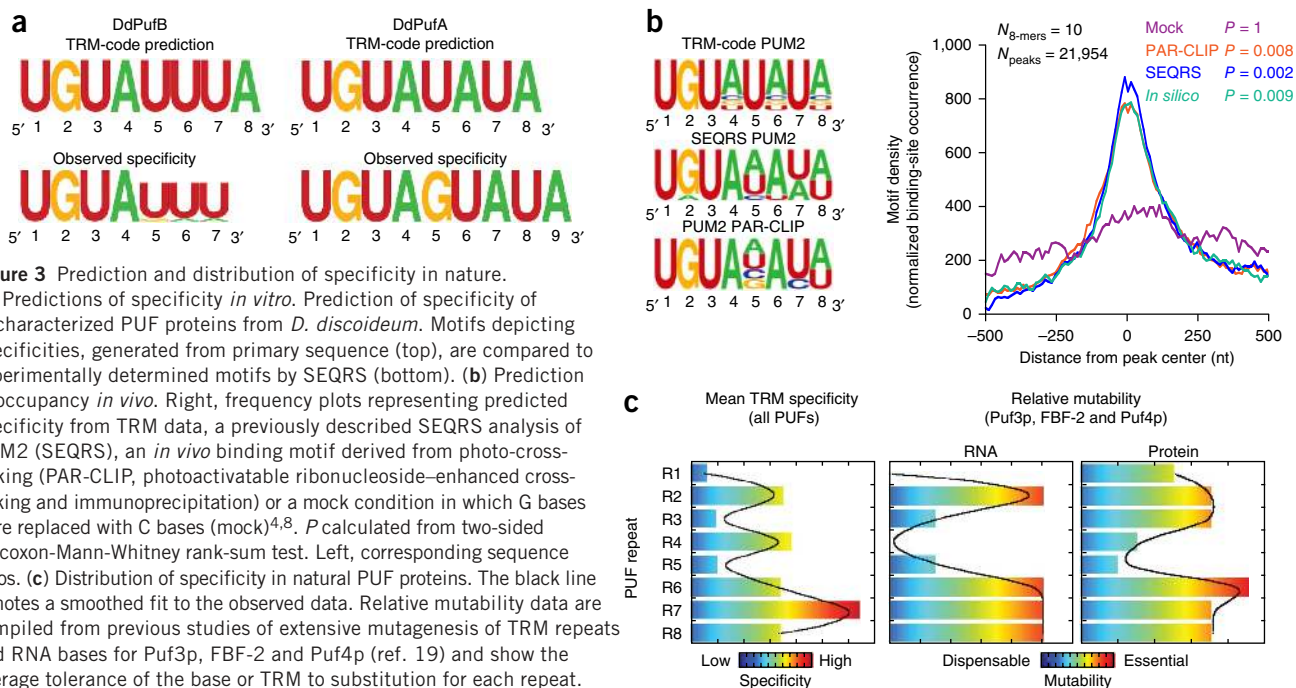 a
DdPufB
TRM-code prediction
UGUAUUUA
5′ 1 2 3 4 5 6 7 8 3′
DdPufA
TRM-code prediction
UGUAUAUA
5′ 1 2 3 4 5 6 7 8 3′
Observed specificity
UGUAUUU
5′ 1 2 3 4 5 6 7 3′
Observed specificity
UGUAGUAUA
5′ 1 2 3 4 5 6 7 8 9 3′
b
TRM-code PUM2
UGUAUAUA
5′ 1 2 3 4 5 6 7 8 3′
SEQRS PUM2
UGUA
5′ 1 2 3 4 5 6 7 8 3′
PUM2 PAR-CLIP
UGUA
5′ 1 2 3 4 5 6 7 8 3′
N8-mers = 10
Npeaks = 21,954
Mock P = 1
PAR-CLIP P = 0.008
SEQRS P = 0.002
In silico P = 0.009
Motif density
(normalized binding-site occurrence)
1,000
800
600
400
200
0
–500 –250 0 250 500
Distance from peak center (nt)
ure 3 Prediction and distribution of specificity in nature.
Predictions of specificity in vitro. Prediction of specificity of
characterized PUF proteins from D. discoideum. Motifs depicting
ecificities, generated from primary sequence (top), are compared to
perimentally determined motifs by SEQRS (bottom). (b) Prediction
occupancy in vivo. Right, frequency plots representing predicted
ecificity from TRM data, a previously described SEQRS analysis of
M2 (SEQRS), an in vivo binding motif derived from photo-cross-
king (PAR-CLIP, photoactivatable ribonucleoside–enhanced cross-
king and immunoprecipitation) or a mock condition in which G bases
re replaced with C bases (mock)4,8. P calculated from two-sided
coxon-Mann-Whitney rank-sum test. Left, corresponding sequence
os. (c) Distribution of specificity in natural PUF proteins. The black line
notes a smoothed fit to the observed data. Relative mutability data are
mpiled from previous studies of extensive mutagenesis of TRM repeats
d RNA bases for Puf3p, FBF-2 and Puf4p (ref. 19) and show the
erage tolerance of the base or TRM to substitution for each repeat.
c
Mean TRM specificity
(all PUFs)
Relative mutability
(Puf3p, FBF-2 and Puf4p)
RNA
Protein
PUF repeat
R1
R2
R3
R4
R5
R6
R7
R8
Low High
Specificity
Dispensable Essential
Mutability